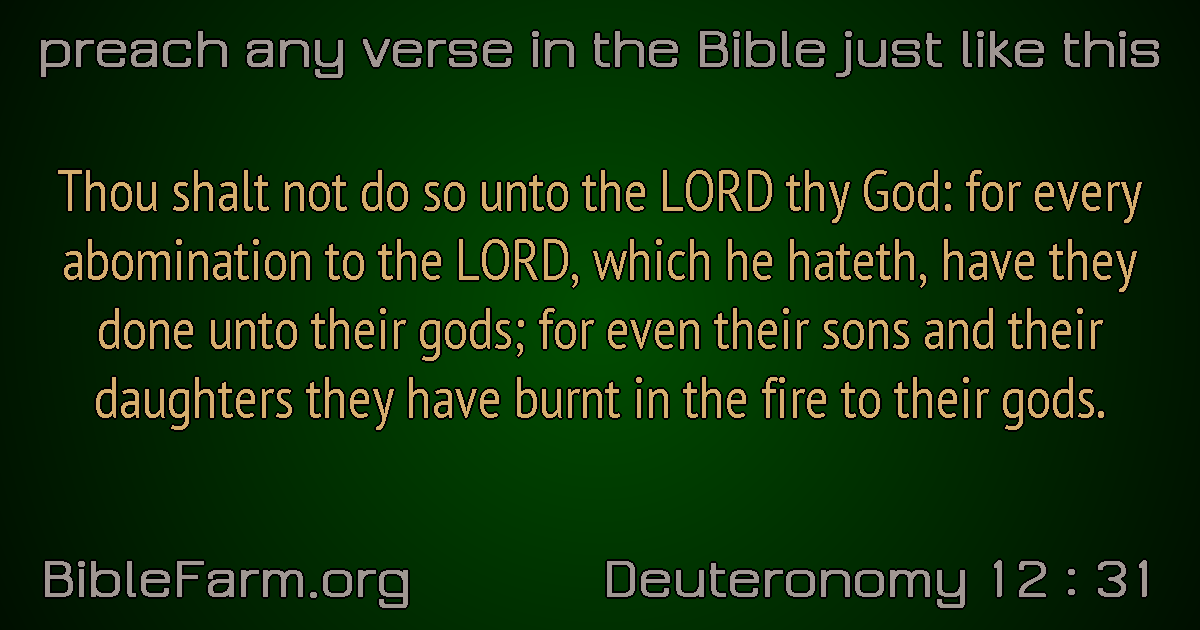 preach any verse in the Bible just like this
Thou shalt not do so unto the LORD thy God: for every
abomination to the LORD, which he hateth, have they
done unto their gods; for even their sons and their
daughters they have burnt in the fire to their gods.
BibleFarm.org
Deuteronomy 12 : 31